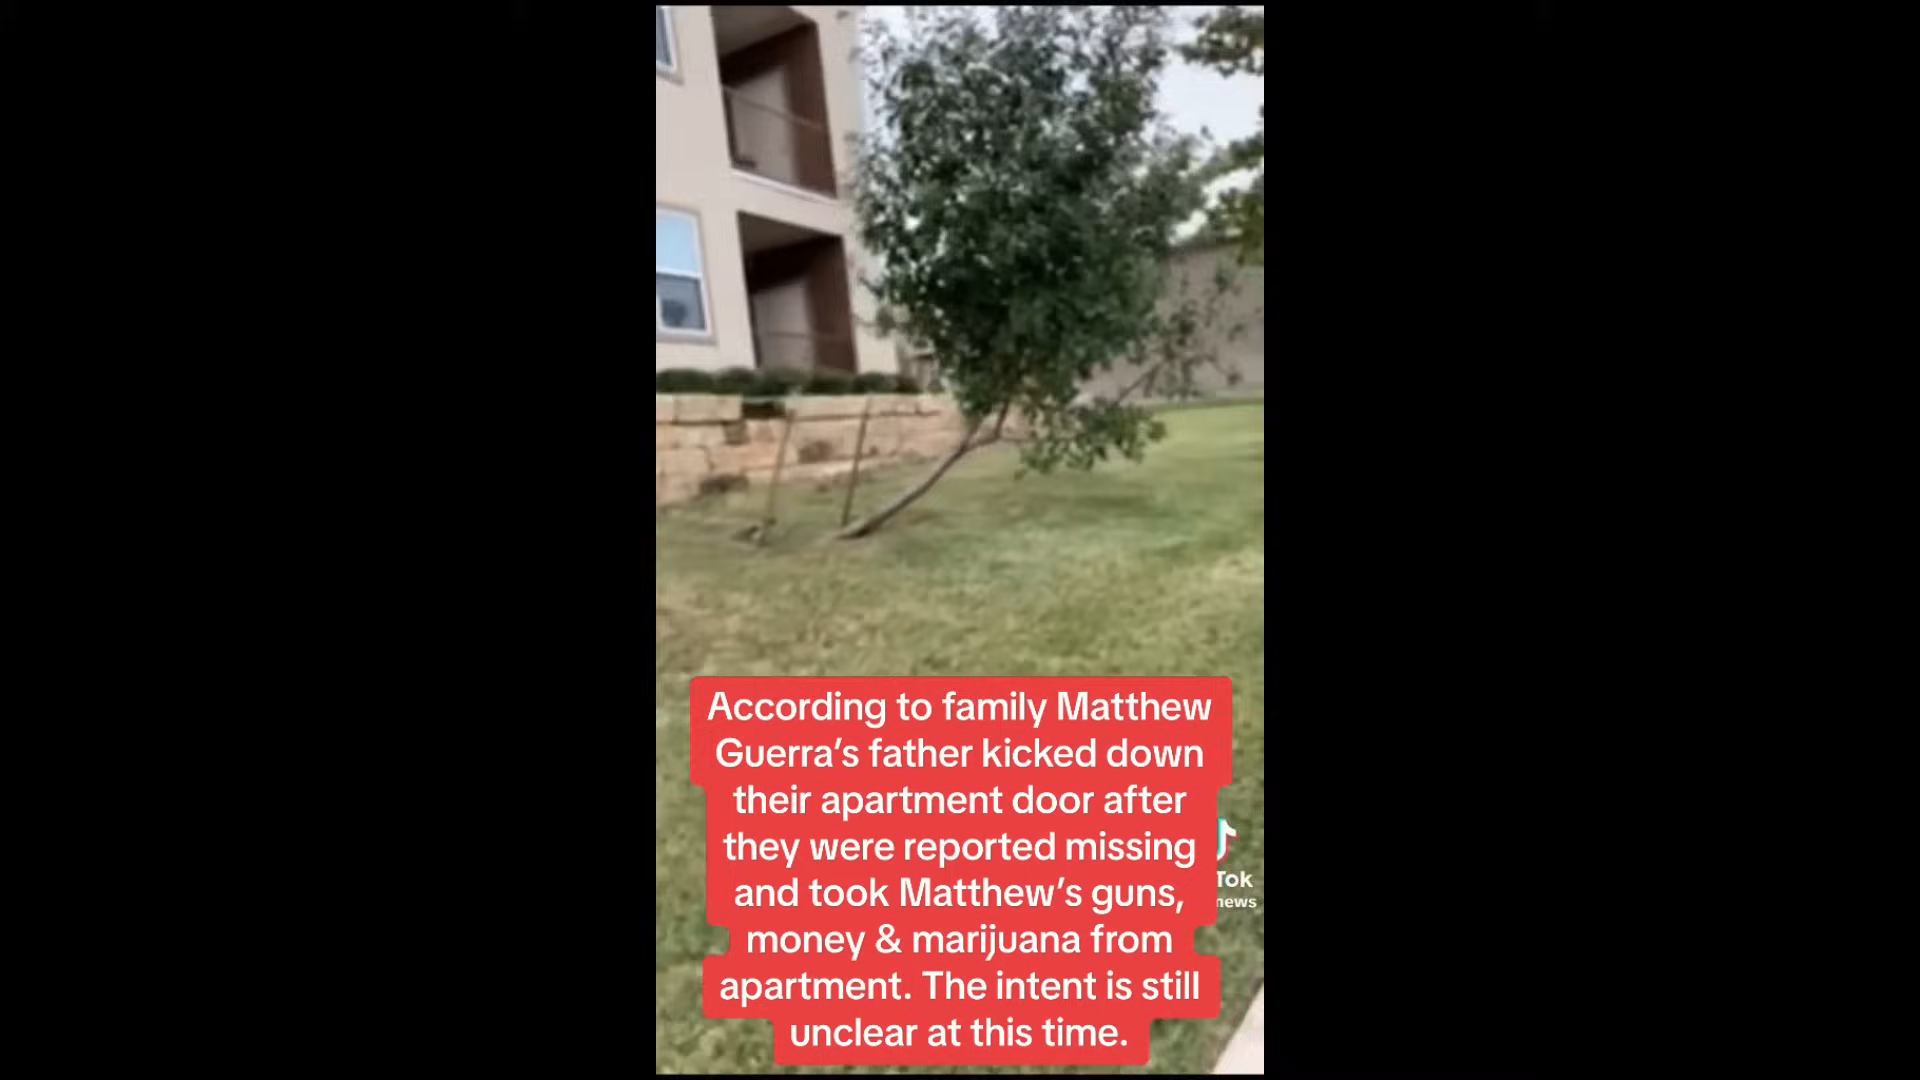 According to family Matthew
Guerra’s father kicked down
their apartment door after
they were reported missing
and took Matthew’s guns,
money & marijuana from
apartment. The intent is still
unclear at this time.
Tok
news